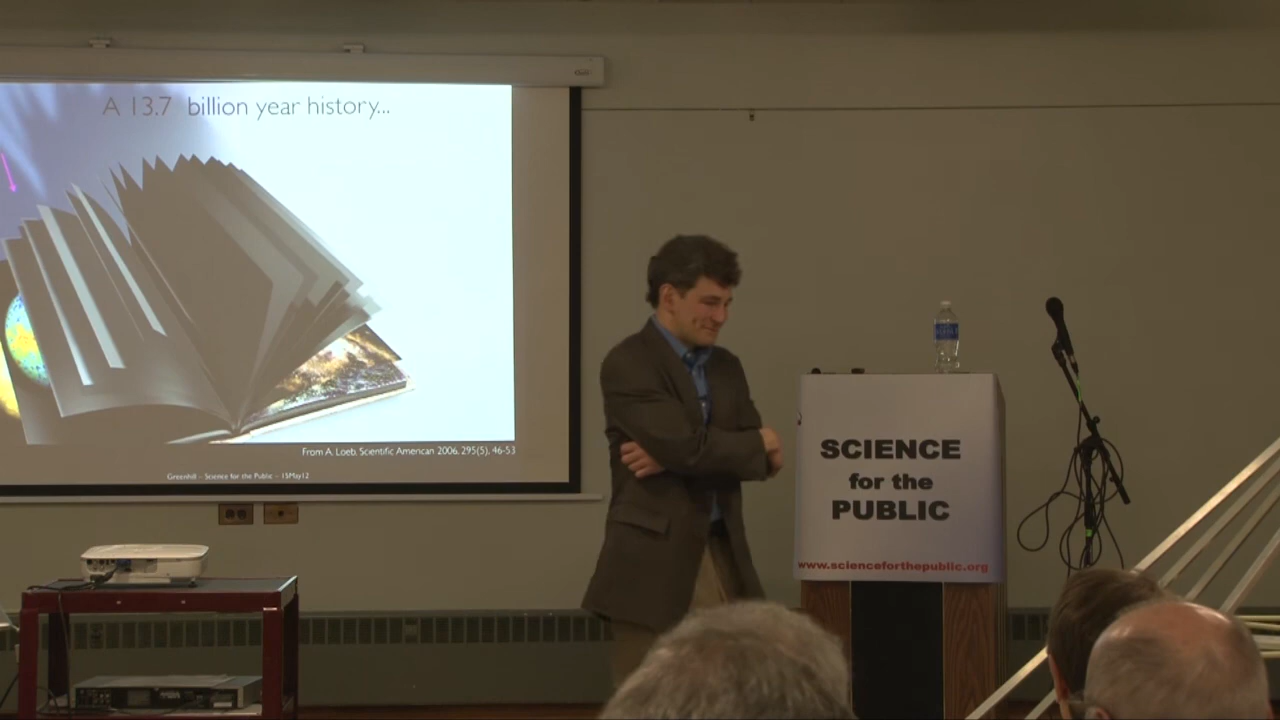 A 13.7 billion year history...
From A. Loeb, Scientific American 2006, 295(5), 46-53
Greenhill - Science for the Public - 15May12
SCIENCE
for the
PUBLIC
www.scienceforthepublic.org